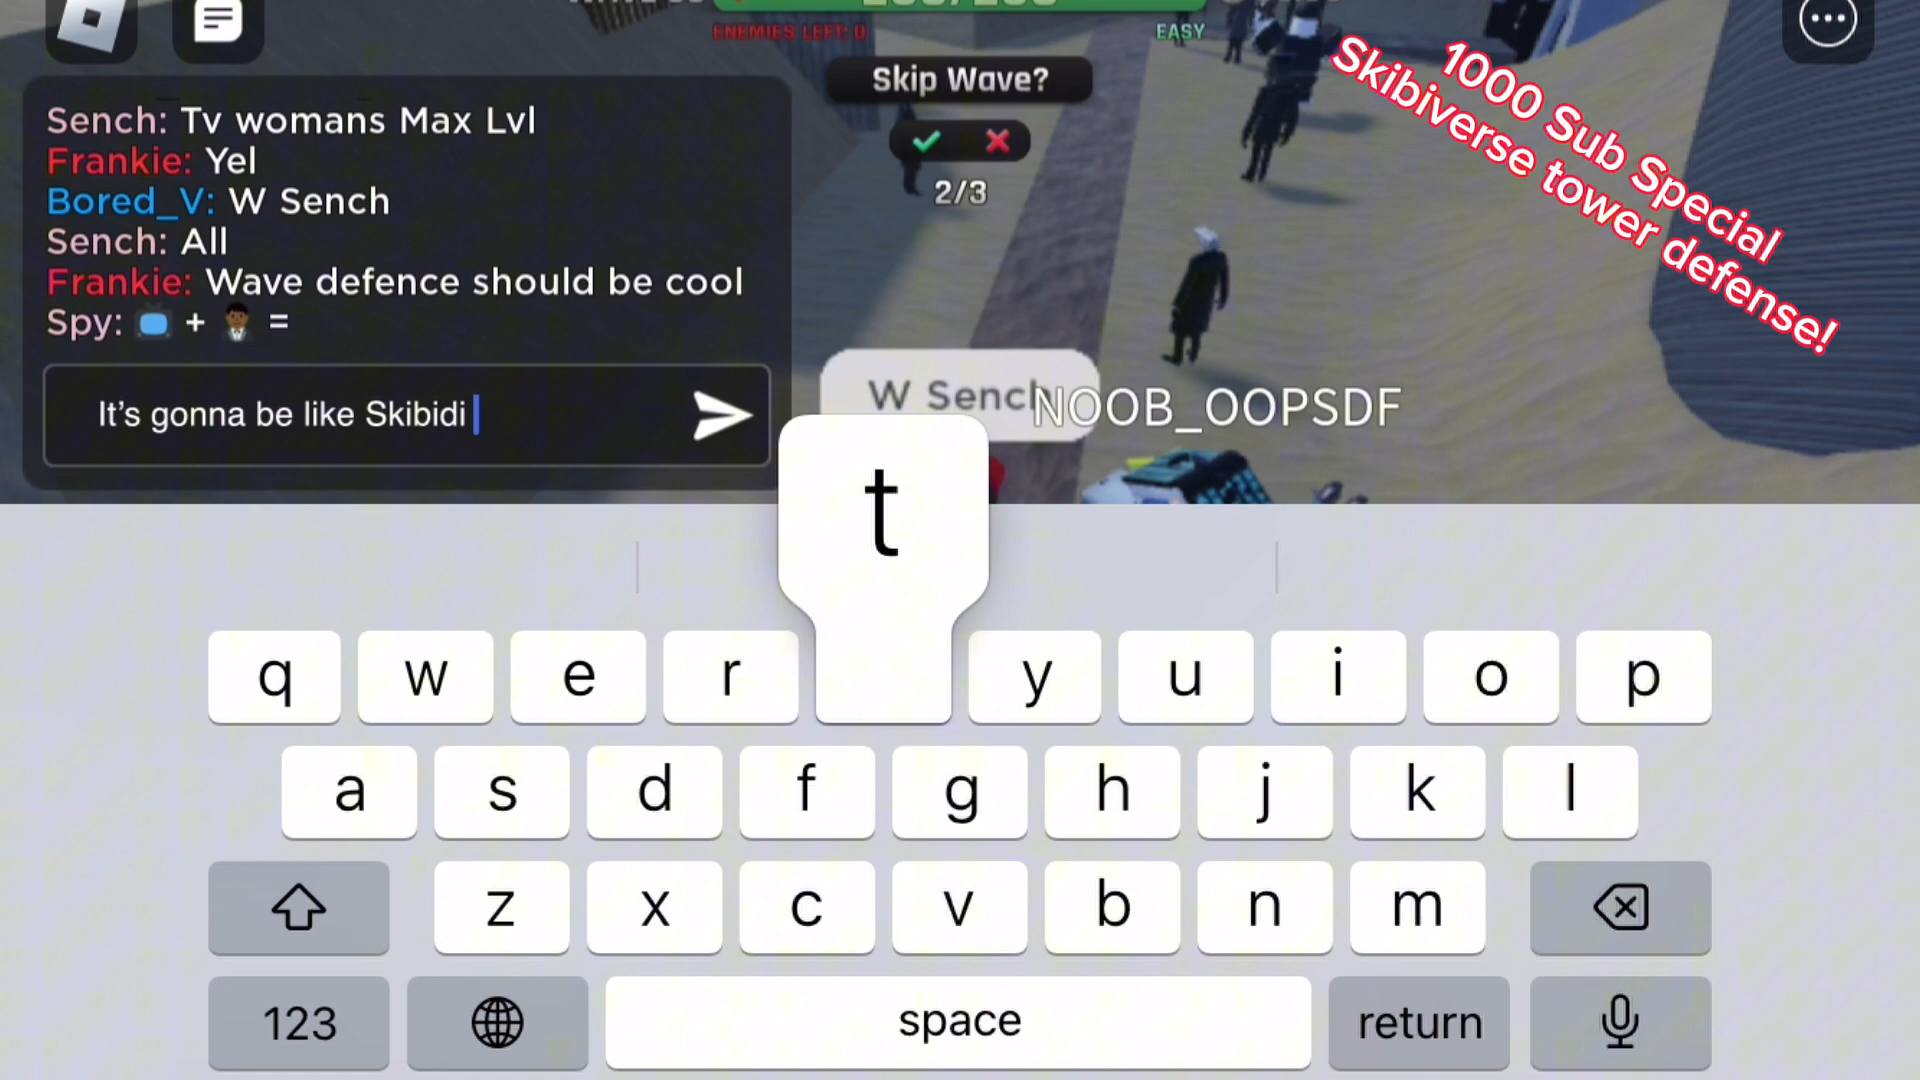 ENEMIES LEFT: 0
EASY
Skip Wave?
2/3
1000 Sub Special
Skibiverse tower defense!
Sench: Tv womans Max Lvl
Frankie: Yel
Bored_V: W Sench
Sench: All
Frankie: Wave defence should be cool
Spy: 📺 + 🤵🏾 =
It's gonna be like Skibidi
W Sench
NOOB_OOPSDF
t
q w e r y u i o p
a s d f g h j k l
z x c v b n m
123 space return